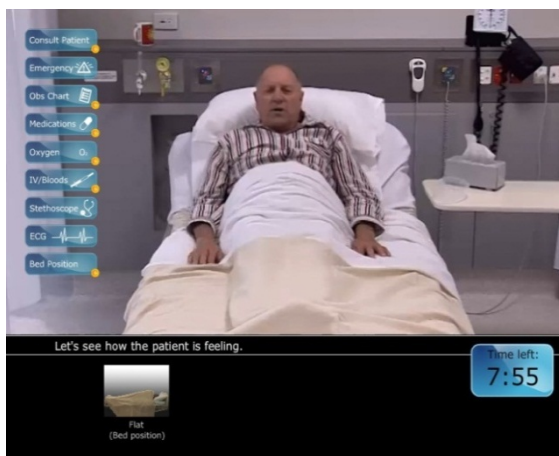 Consult Patient
Emergency
Obs Chart
Medications
Oxygen O₂
IV/Bloods
Stethoscope
ECG
Bed Position
Let's see how the patient is feeling.
Time left:
7:55
Flat
(Bed position)